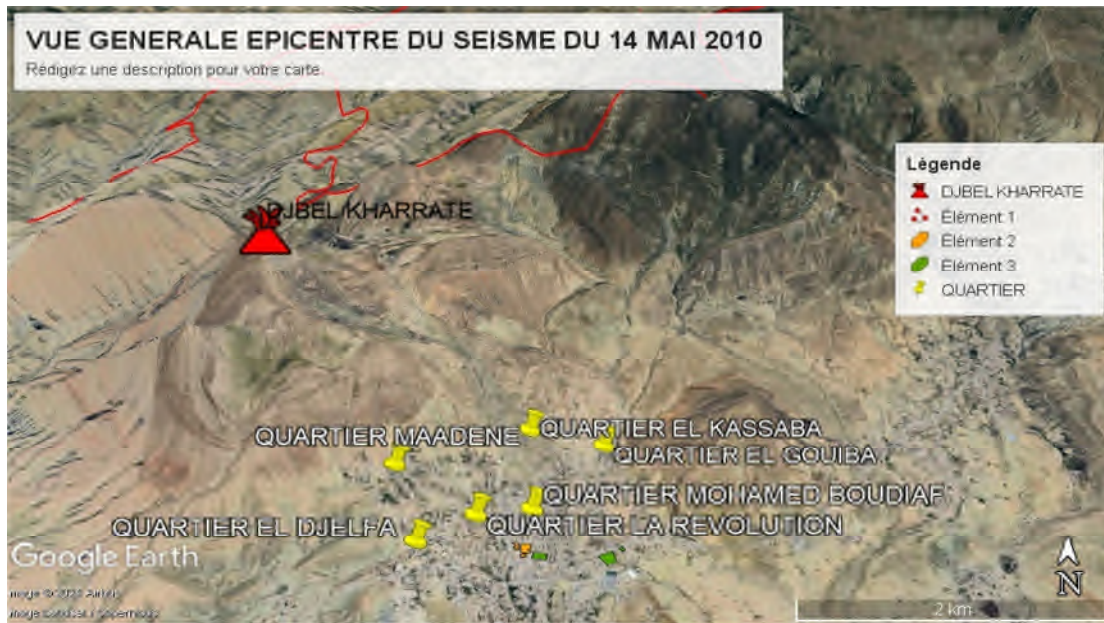 VUE GENERALE EPICENTRE DU SEISME DU 14 MAI 2010
Rédigez une description pour votre carte.
Légende
DJBEL KHARRATE
Élément 1
Élément 2
Élément 3
QUARTIER
DJBEL KHARRATE
QUARTIER MAADENE
QUARTIER EL KASSABA
QUARTIER EL GOUIBA
QUARTIER MOHAMED BOUDIAF
QUARTIER EL DJELFA
QUARTIER LA REVOLUTION
Google Earth
N
2 km